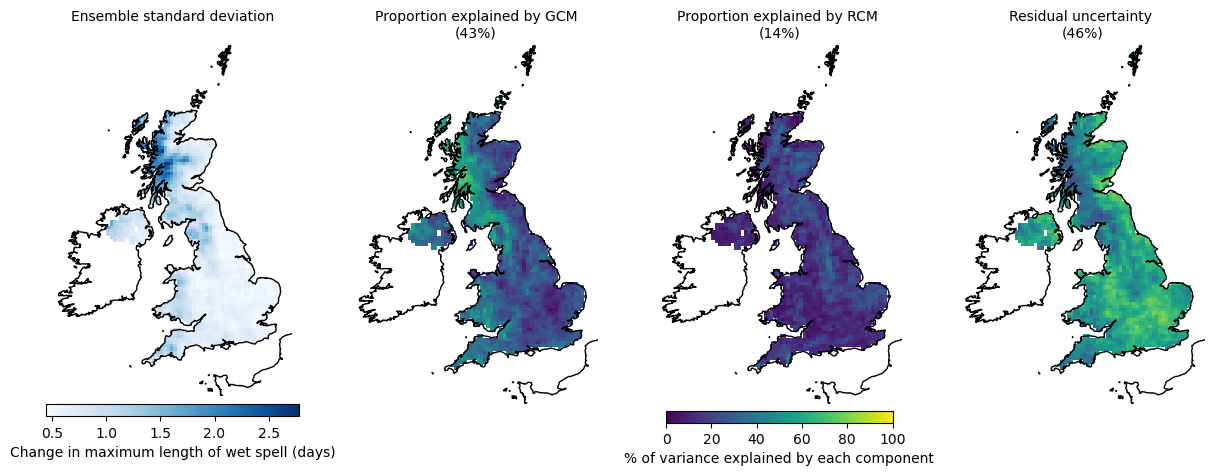 Ensemble standard deviation
Proportion explained by GCM
(43%)
Proportion explained by RCM
(14%)
Residual uncertainty
(46%)
0.5 1.0 1.5 2.0 2.5
Change in maximum length of wet spell (days)
0 20 40 60 80 100
% of variance explained by each component